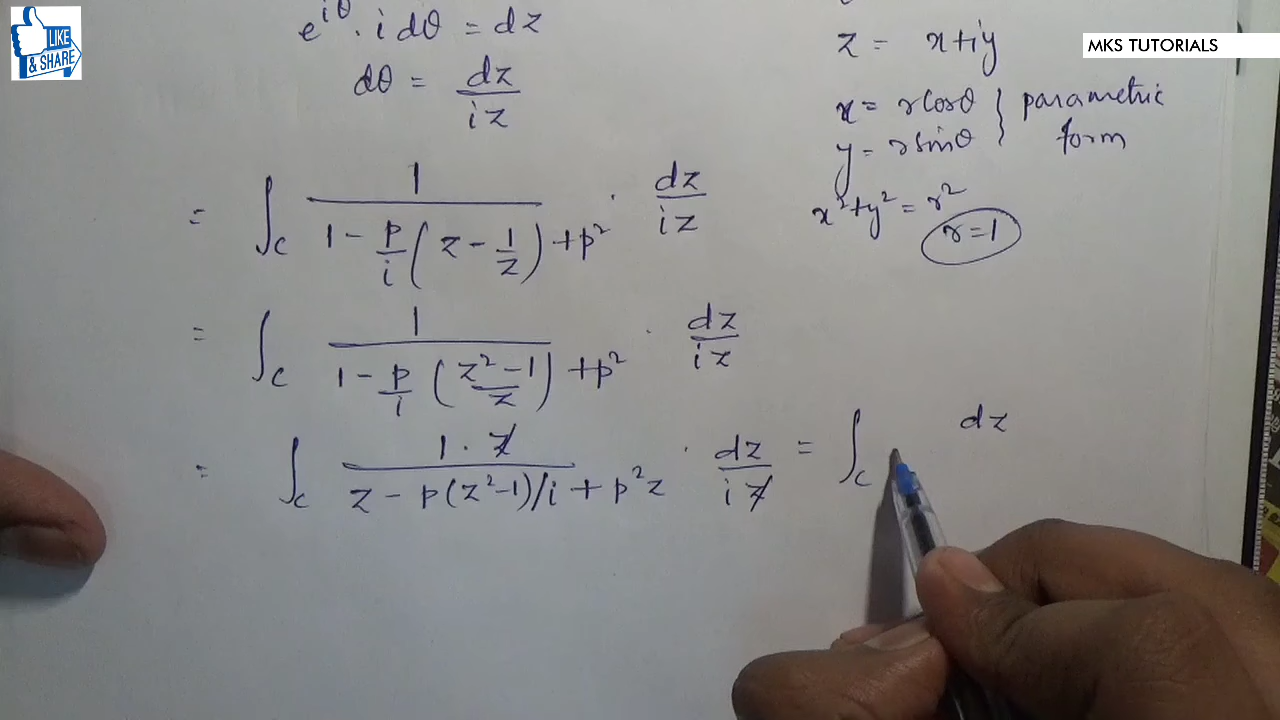 LIKE
& SHARE
MKS TUTORIALS
e^{iθ} · i dθ = dz
dθ = dz/iz
z = x+iy
x = r cosθ } parametric
y = r sinθ } form
x²+y² = r²
r=1
= ∫_C 1/(1 - p/i (z - 1/z) + p²) · dz/iz
= ∫_C 1/(1 - p/i ((z²-1)/z) + p²) · dz/iz
= ∫_C 1·z/(z - p(z²-1)/i + p²z) · dz/iz = ∫_C dz